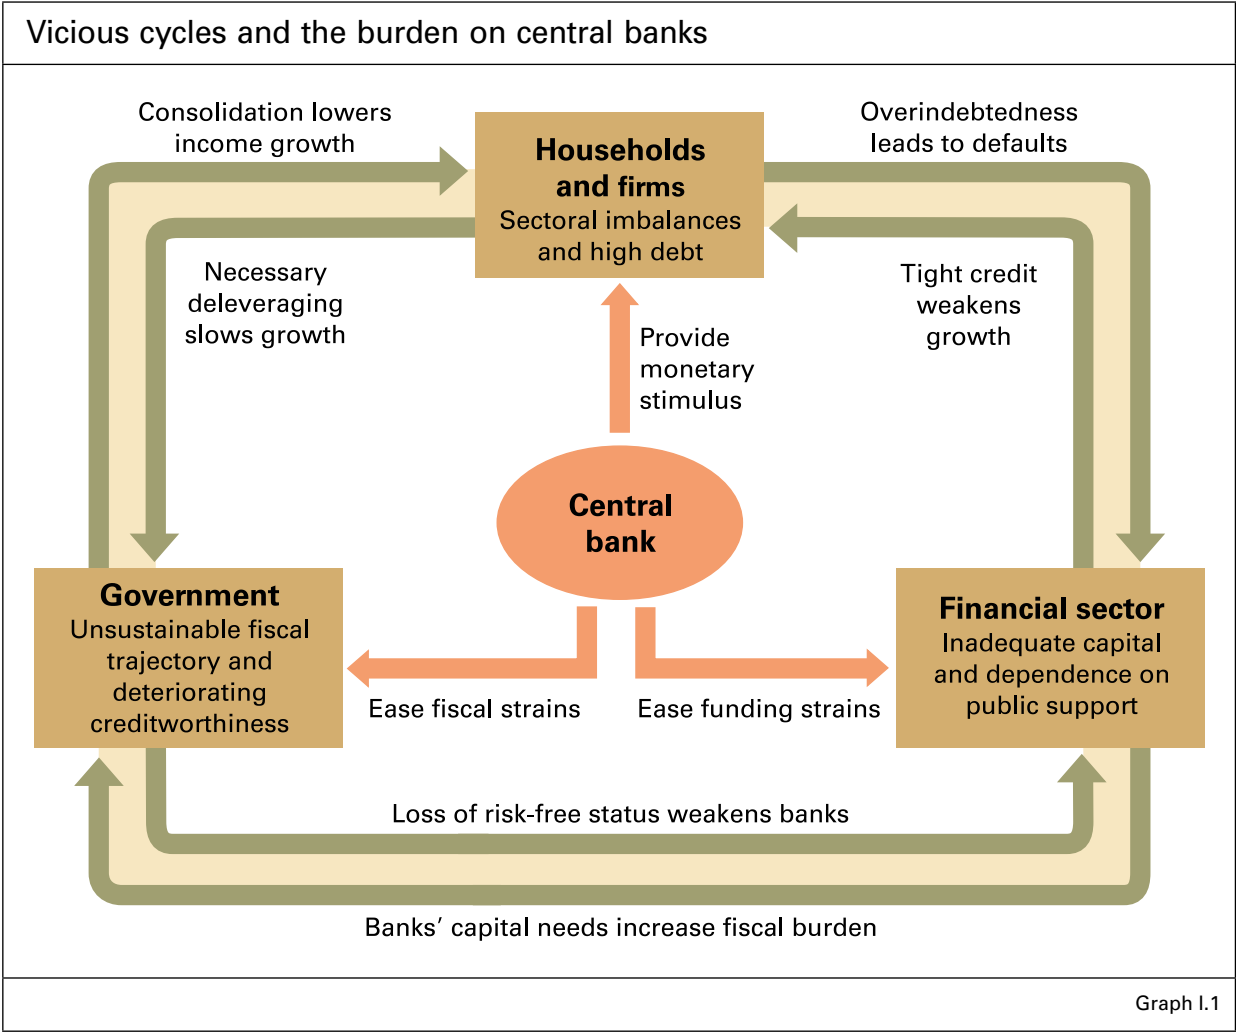 Vicious cycles and the burden on central banks
Consolidation lowers
income growth
Overindebtedness
leads to defaults
Households
and firms
Sectoral imbalances
and high debt
Necessary
deleveraging
slows growth
Tight credit
weakens
growth
Provide
monetary
stimulus
Central
bank
Government
Unsustainable fiscal
trajectory and
deteriorating
creditworthiness
Financial sector
Inadequate capital
and dependence on
public support
Ease fiscal strains
Ease funding strains
Loss of risk-free status weakens banks
Banks’ capital needs increase fiscal burden
Graph I.1